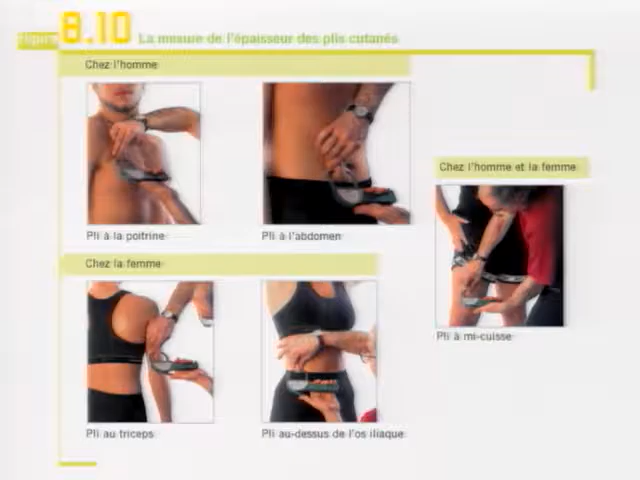 figure 8.10 La mesure de l'épaisseur des plis cutanés
Chez l'homme
Pli à la poitrine
Pli à l'abdomen
Chez l'homme et la femme
Pli à mi-cuisse
Chez la femme
Pli au triceps
Pli au-dessus de l'os iliaque